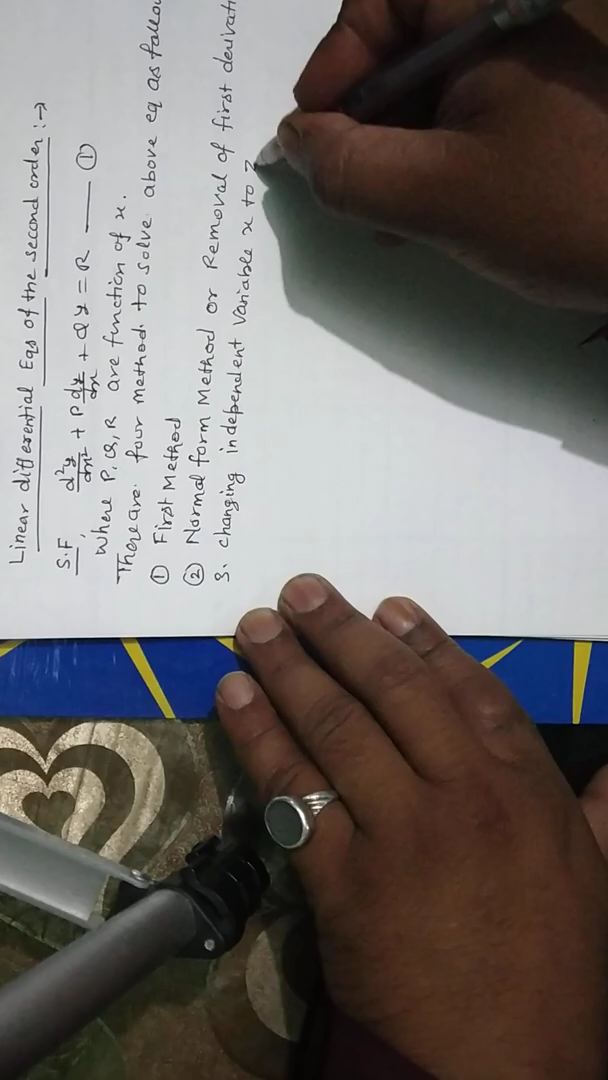 Linear differential Eqs of the second order :→
S.F, d²y/dx² + P dy/dx + Qy = R —— ①
where P, Q, R are function of x.
There are four method to solve above eq as follow
① First Method
② Normal form Method or Removal of first derivati
3. changing independent variable x to z